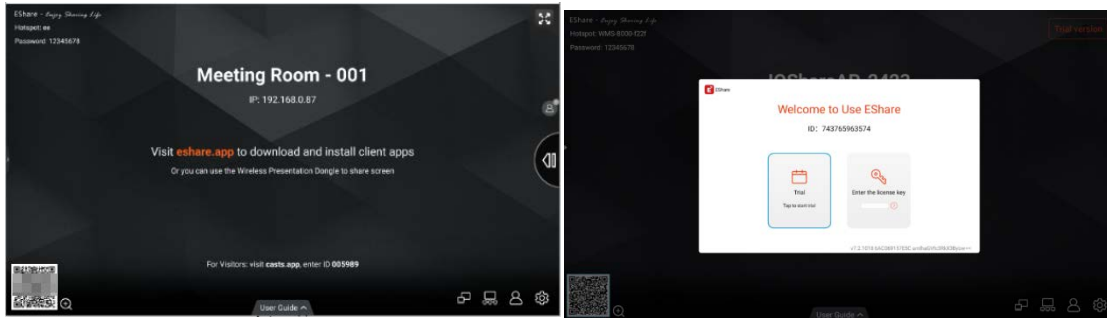 EShare - Enjoy Sharing Life
Hotspot: es
Password: 12345678
Meeting Room - 001
IP: 192.168.0.87
Visit eshare.app to download and install client apps
Or you can use the Wireless Presentation Dongle to share screen
For Visitors: visit casts.app, enter ID 005989
User Guide
EShare - Enjoy Sharing Life
Hotspot: WMS-8000-f22f
Password: 12345678
Trial version
EShare
Welcome to Use EShare
ID: 743765963574
Trial
Tap to start trial
Enter the license key
User Guide